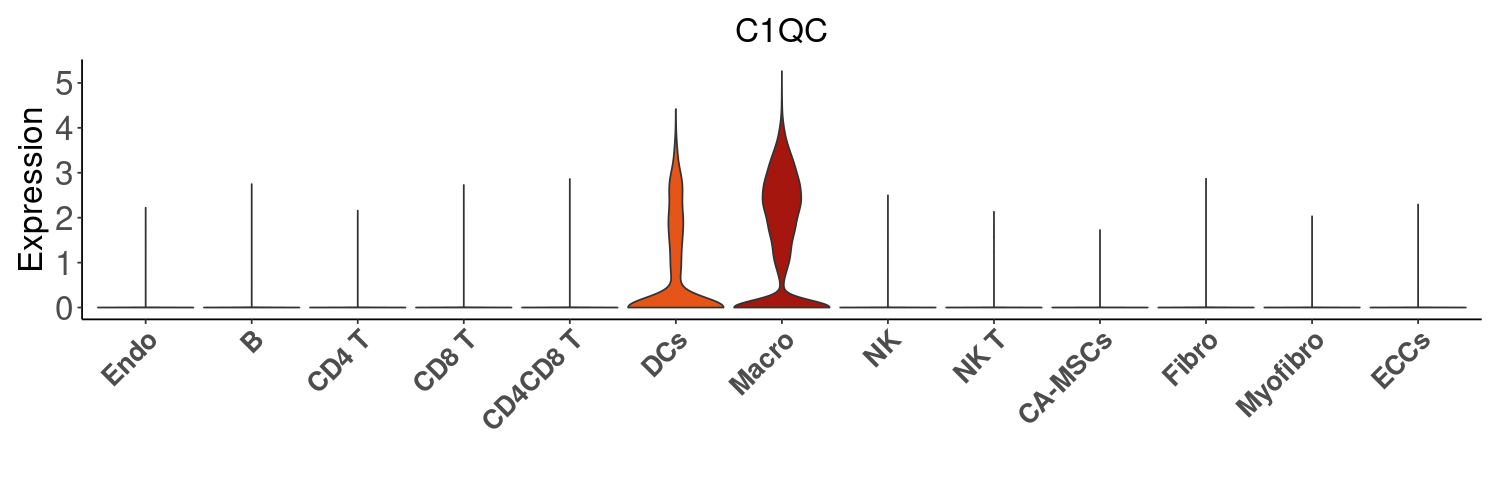 C1QC
Expression
5
4
3
2
1
0
Endo
B
CD4 T
CD8 T
CD4CD8 T
DCs
Macro
NK
NK T
CA-MSCs
Fibro
Myofibro
ECCs